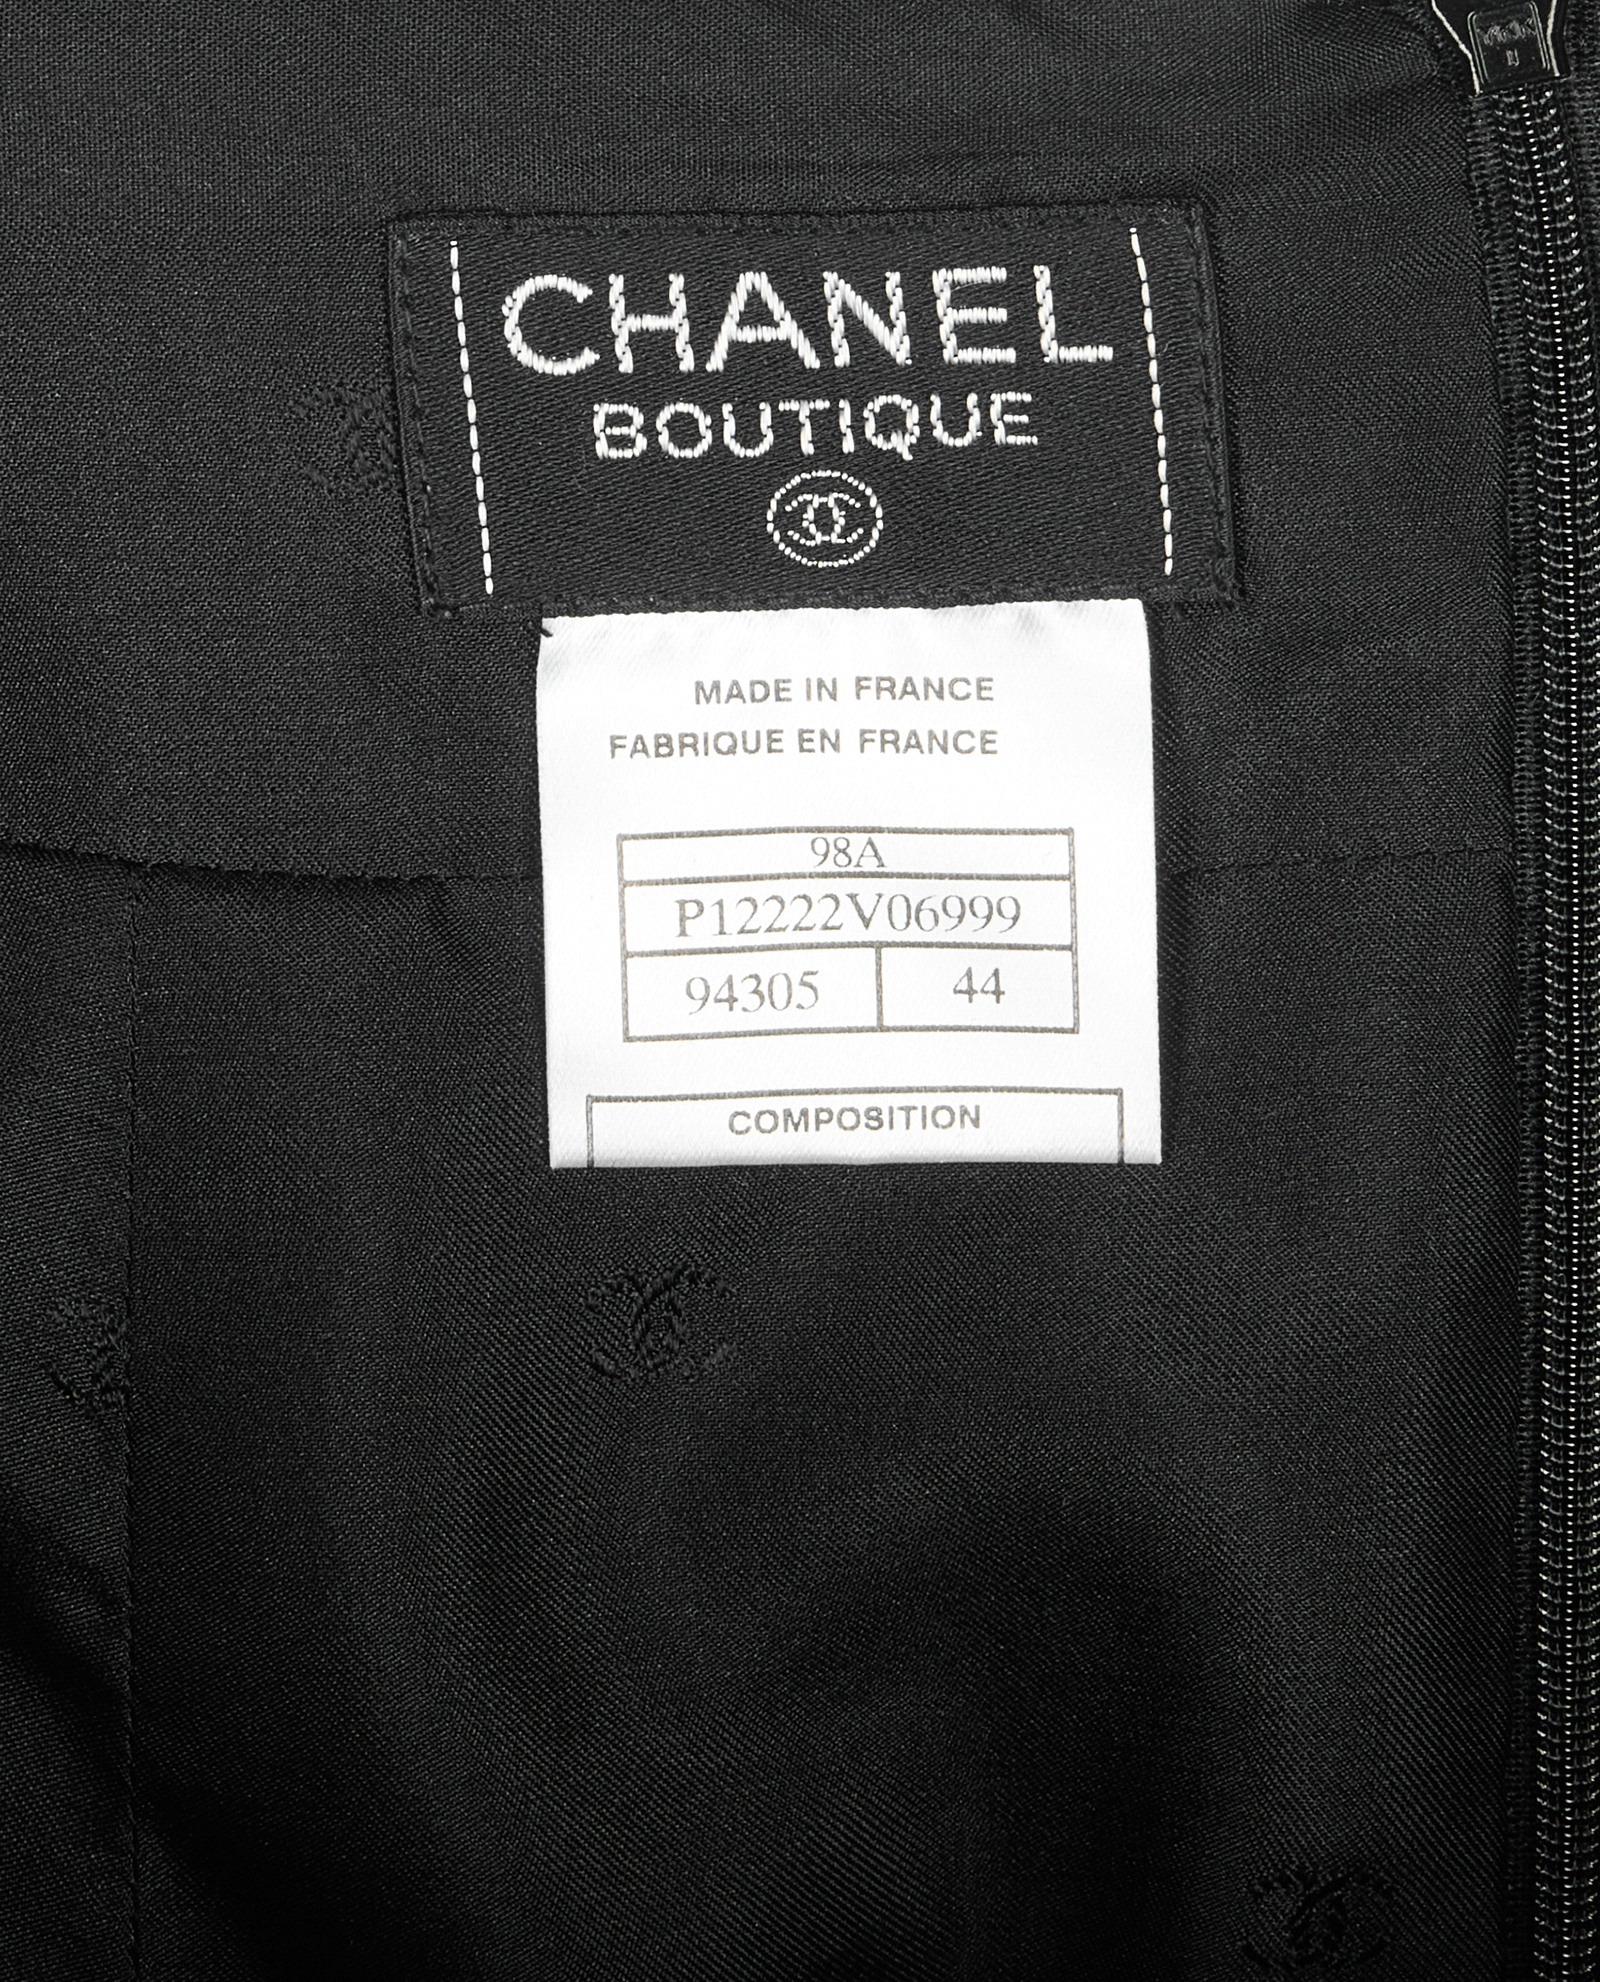 CHANEL
BOUTIQUE
MADE IN FRANCE
FABRIQUE EN FRANCE
98A
P12222V06999
94305 44
COMPOSITION